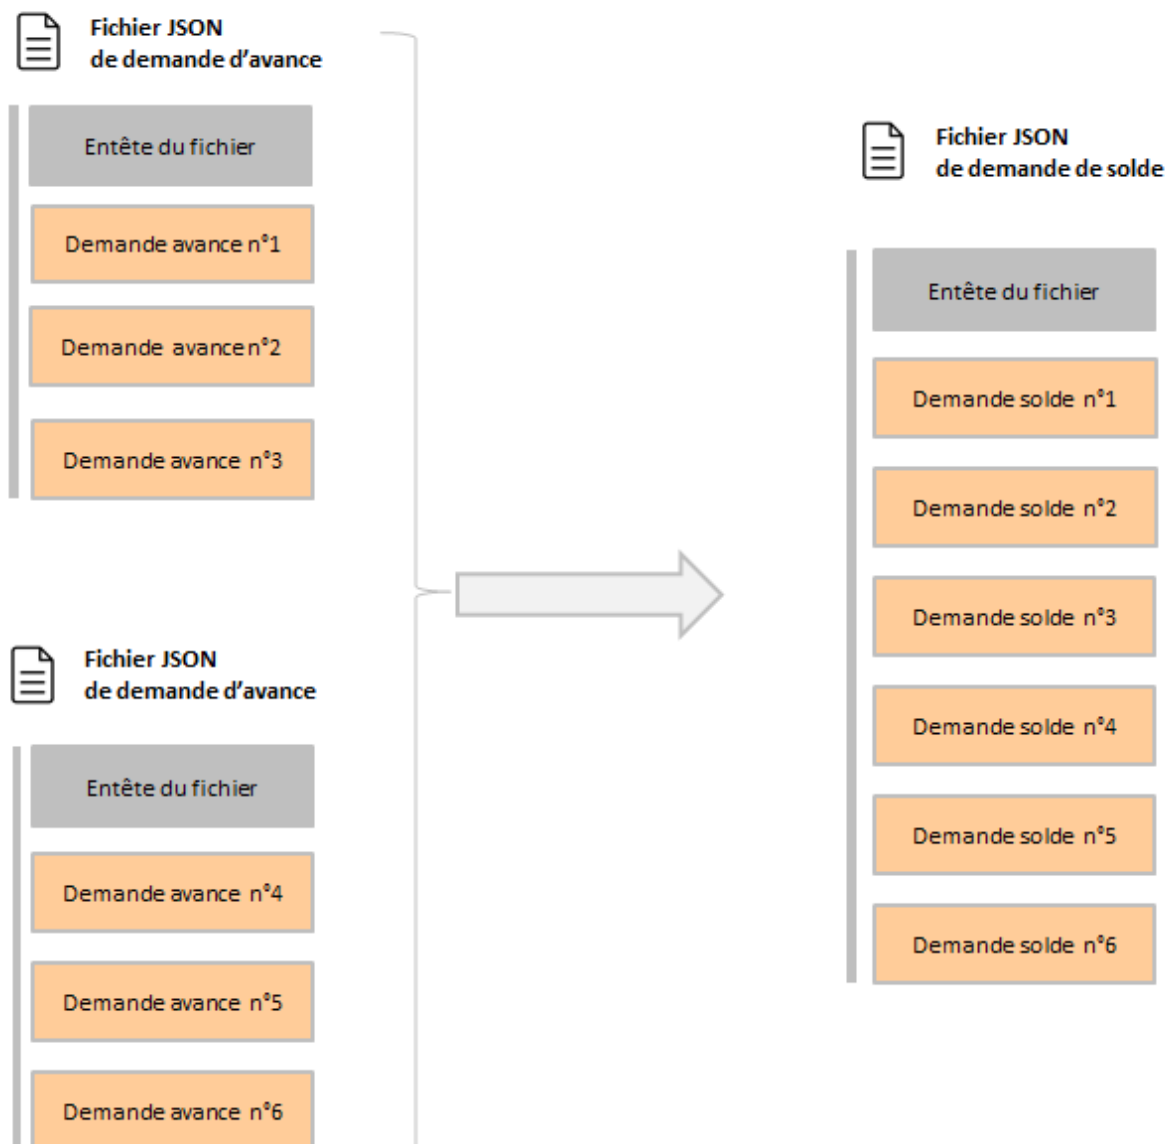 Fichier JSON
de demande d’avance
Entête du fichier
Demande avance n°1
Demande avance n°2
Demande avance n°3
Fichier JSON
de demande d’avance
Entête du fichier
Demande avance n°4
Demande avance n°5
Demande avance n°6
Fichier JSON
de demande de solde
Entête du fichier
Demande solde n°1
Demande solde n°2
Demande solde n°3
Demande solde n°4
Demande solde n°5
Demande solde n°6